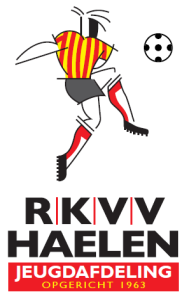 R|K|V|V
HAELEN
JEUGDAFDELING
OPGERICHT 1963